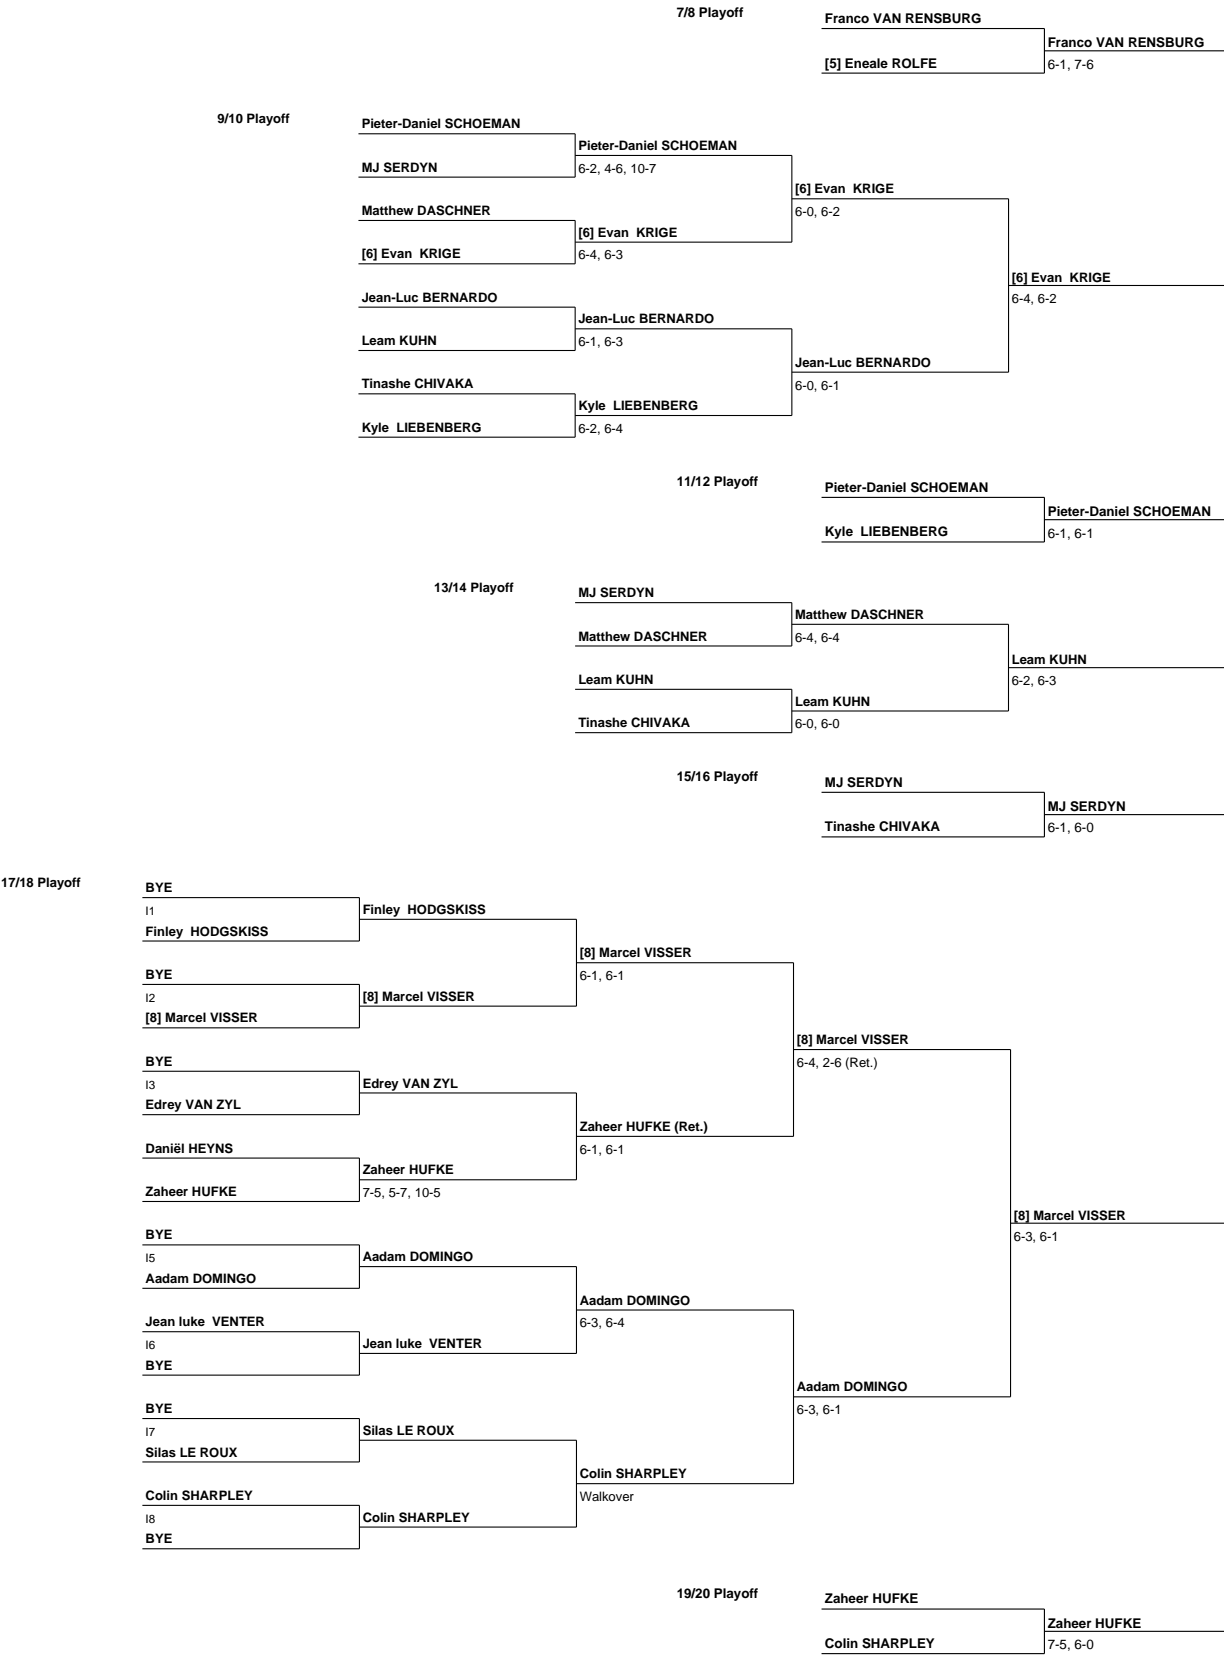 7/8 Playoff
Franco VAN RENSBURG
Franco VAN RENSBURG
[5] Eneale ROLFE
6-1, 7-6
9/10 Playoff
Pieter-Daniel SCHOEMAN
Pieter-Daniel SCHOEMAN
MJ SERDYN
6-2, 4-6, 10-7
[6] Evan KRIGE
Matthew DASCHNER
6-0, 6-2
[6] Evan KRIGE
[6] Evan KRIGE
6-4, 6-3
[6] Evan KRIGE
Jean-Luc BERNARDO
6-4, 6-2
Jean-Luc BERNARDO
Leam KUHN
6-1, 6-3
Jean-Luc BERNARDO
Tinashe CHIVAKA
6-0, 6-1
Kyle LIEBENBERG
Kyle LIEBENBERG
6-2, 6-4
11/12 Playoff
Pieter-Daniel SCHOEMAN
Pieter-Daniel SCHOEMAN
Kyle LIEBENBERG
6-1, 6-1
13/14 Playoff
MJ SERDYN
Matthew DASCHNER
Matthew DASCHNER
6-4, 6-4
Leam KUHN
Leam KUHN
6-2, 6-3
Leam KUHN
Tinashe CHIVAKA
6-0, 6-0
15/16 Playoff
MJ SERDYN
MJ SERDYN
Tinashe CHIVAKA
6-1, 6-0
17/18 Playoff
BYE
I1
Finley HODGSKISS
Finley HODGSKISS
[8] Marcel VISSER
BYE
6-1, 6-1
I2
[8] Marcel VISSER
[8] Marcel VISSER
[8] Marcel VISSER
BYE
6-4, 2-6 (Ret.)
I3
Edrey VAN ZYL
Edrey VAN ZYL
Zaheer HUFKE (Ret.)
Daniël HEYNS
6-1, 6-1
Zaheer HUFKE
Zaheer HUFKE
7-5, 5-7, 10-5
[8] Marcel VISSER
BYE
6-3, 6-1
I5
Aadam DOMINGO
Aadam DOMINGO
Aadam DOMINGO
Jean luke VENTER
6-3, 6-4
I6
Jean luke VENTER
BYE
Aadam DOMINGO
BYE
6-3, 6-1
I7
Silas LE ROUX
Silas LE ROUX
Colin SHARPLEY
Colin SHARPLEY
Walkover
I8
Colin SHARPLEY
BYE
19/20 Playoff
Zaheer HUFKE
Zaheer HUFKE
Colin SHARPLEY
7-5, 6-0